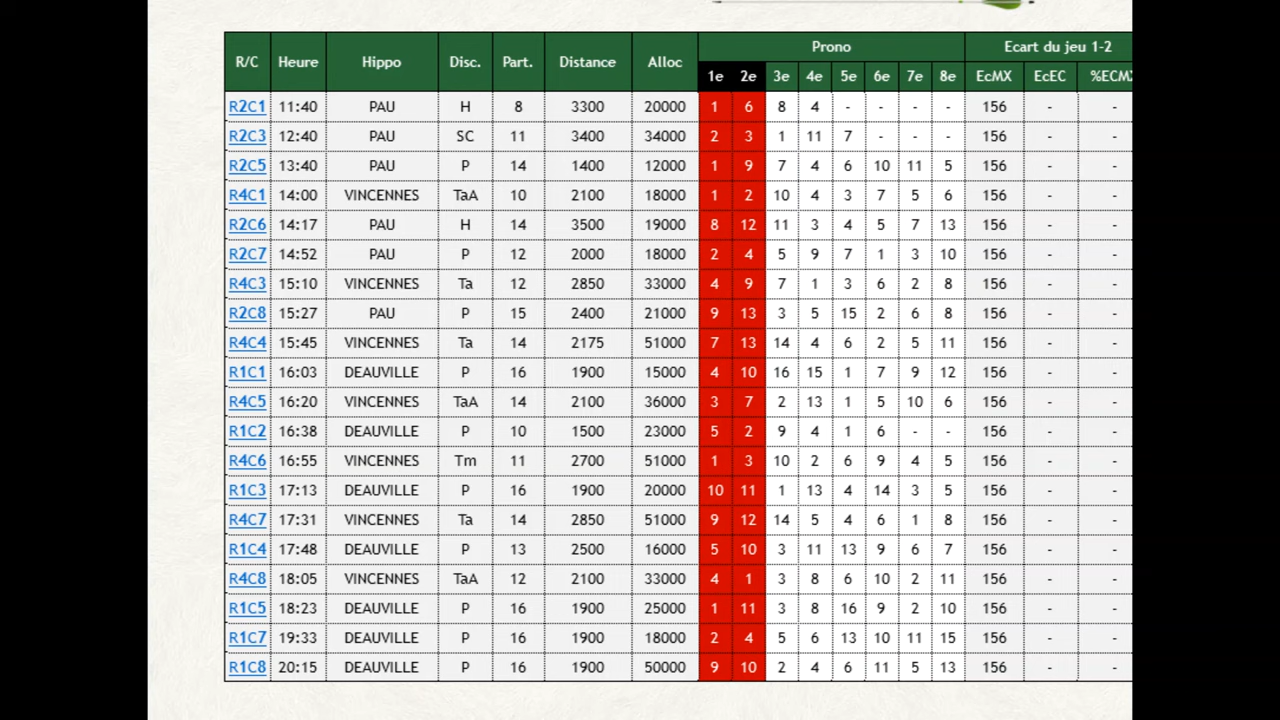 R/C Heure Hippo Disc. Part. Distance Alloc Prono Ecart du jeu 1-2
1e 2e 3e 4e 5e 6e 7e 8e EcMX EcEC %ECMX
R2C1 11:40 PAU H 8 3300 20000 1 6 8 4 - - - - 156 - -
R2C3 12:40 PAU SC 11 3400 34000 2 3 1 11 7 - - - 156 - -
R2C5 13:40 PAU P 14 1400 12000 1 9 7 4 6 10 11 5 156 - -
R4C1 14:00 VINCENNES TaA 10 2100 18000 1 2 10 4 3 7 5 6 156 - -
R2C6 14:17 PAU H 14 3500 19000 8 12 11 3 4 5 7 13 156 - -
R2C7 14:52 PAU P 12 2000 18000 2 4 5 9 7 1 3 10 156 - -
R4C3 15:10 VINCENNES Ta 12 2850 33000 4 9 7 1 3 6 2 8 156 - -
R2C8 15:27 PAU P 15 2400 21000 9 13 3 5 15 2 6 8 156 - -
R4C4 15:45 VINCENNES Ta 14 2175 51000 7 13 14 4 6 2 5 11 156 - -
R1C1 16:03 DEAUVILLE P 16 1900 15000 4 10 16 15 1 7 9 12 156 - -
R4C5 16:20 VINCENNES TaA 14 2100 36000 3 7 2 13 1 5 10 6 156 - -
R1C2 16:38 DEAUVILLE P 10 1500 23000 5 2 9 4 1 6 - - 156 - -
R4C6 16:55 VINCENNES Tm 11 2700 51000 1 3 10 2 6 9 4 5 156 - -
R1C3 17:13 DEAUVILLE P 16 1900 20000 10 11 1 13 4 14 3 5 156 - -
R4C7 17:31 VINCENNES Ta 14 2850 51000 9 12 14 5 4 6 1 8 156 - -
R1C4 17:48 DEAUVILLE P 13 2500 16000 5 10 3 11 13 9 6 7 156 - -
R4C8 18:05 VINCENNES TaA 12 2100 33000 4 1 3 8 6 10 2 11 156 - -
R1C5 18:23 DEAUVILLE P 16 1900 25000 1 11 3 8 16 9 2 10 156 - -
R1C7 19:33 DEAUVILLE P 16 1900 18000 2 4 5 6 13 10 11 15 156 - -
R1C8 20:15 DEAUVILLE P 16 1900 50000 9 10 2 4 6 11 5 13 156 - -